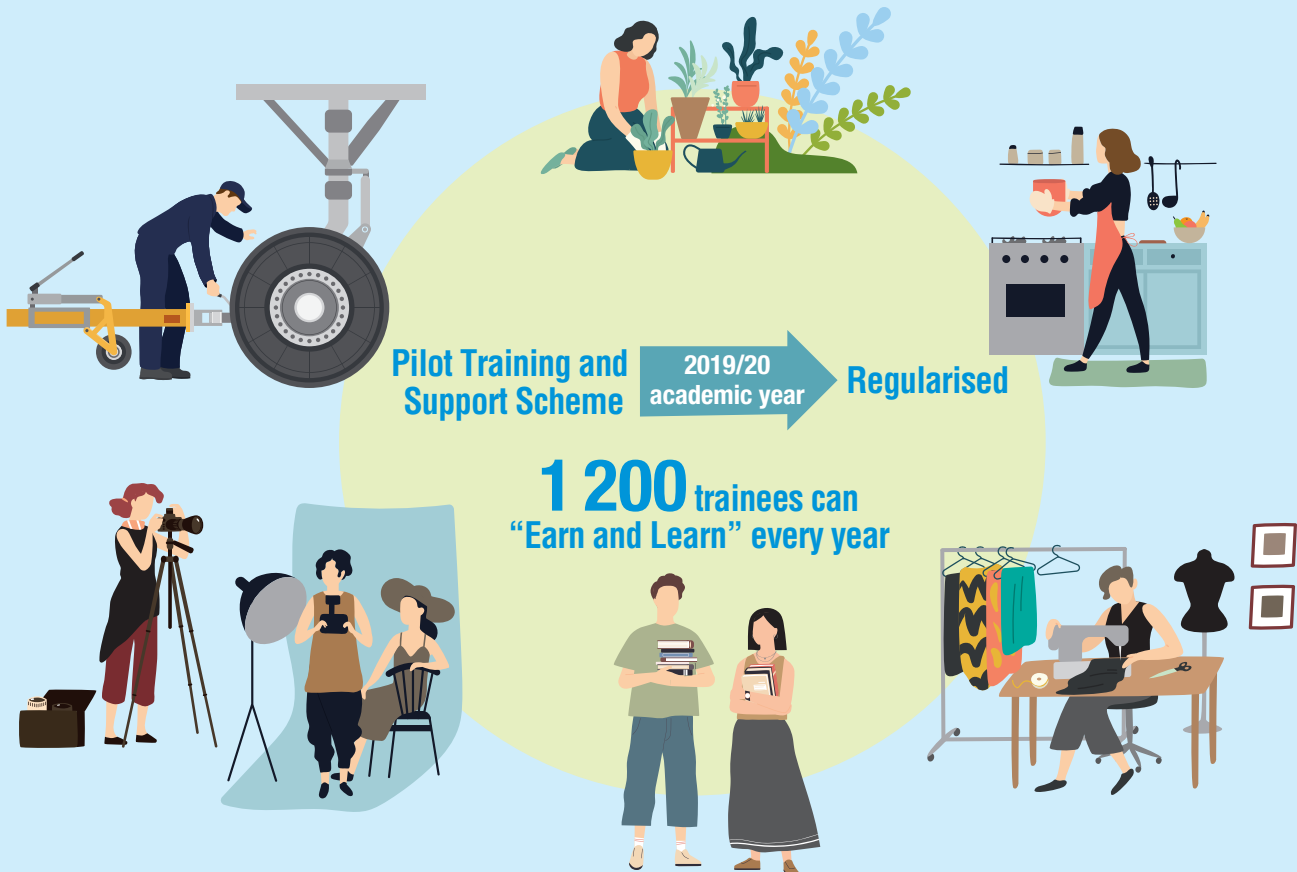 Pilot Training and
Support Scheme
2019/20
academic year
Regularised
1 200 trainees can
“Earn and Learn” every year